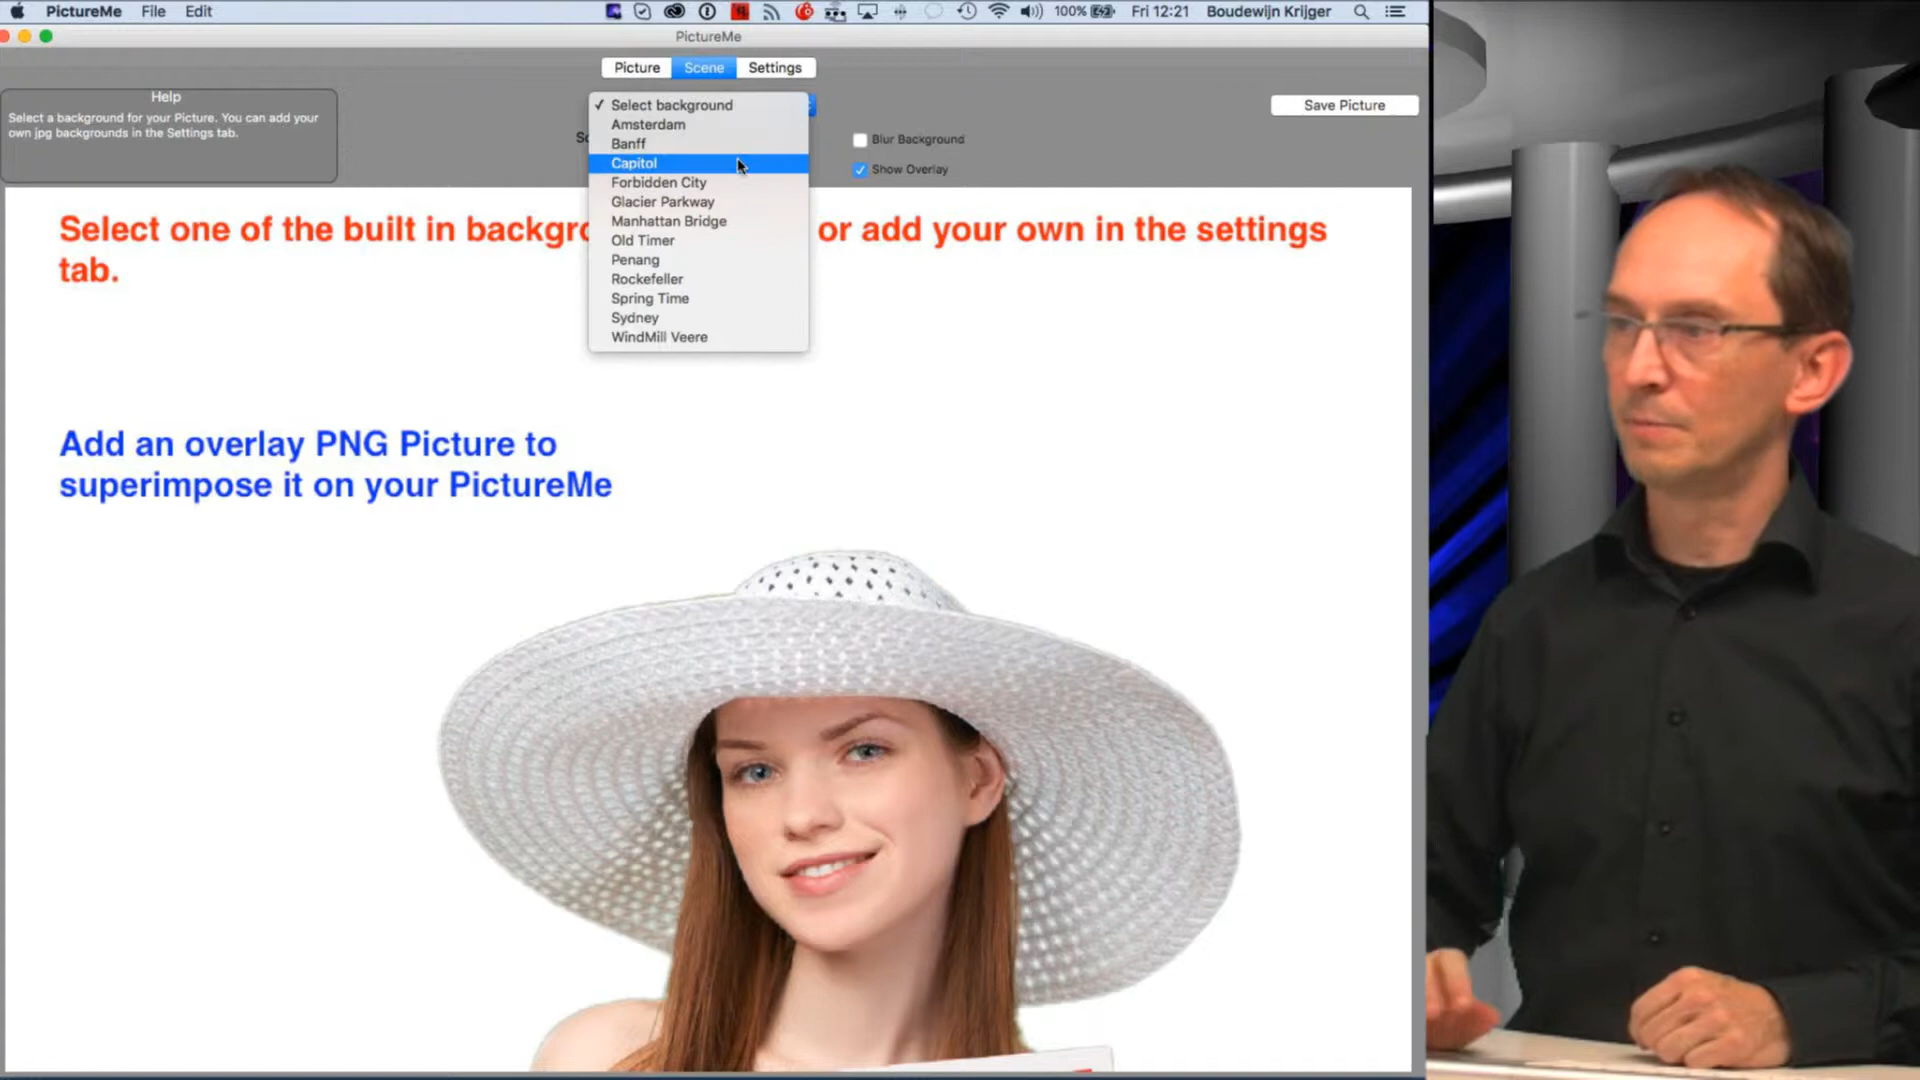 PictureMe File Edit 100% Fri 12:21 Boudewijn Krijger
PictureMe
Picture Scene Settings
Help
Select a background for your Picture. You can add your
own jpg backgrounds in the Settings tab.
✓ Select background
Amsterdam
Banff
Capitol
Forbidden City
Glacier Parkway
Manhattan Bridge
Old Timer
Penang
Rockefeller
Spring Time
Sydney
WindMill Veere
Save Picture
Blur Background
Show Overlay
Select one of the built in or add your own in the settings
tab.
Add an overlay PNG Picture to
superimpose it on your PictureMe